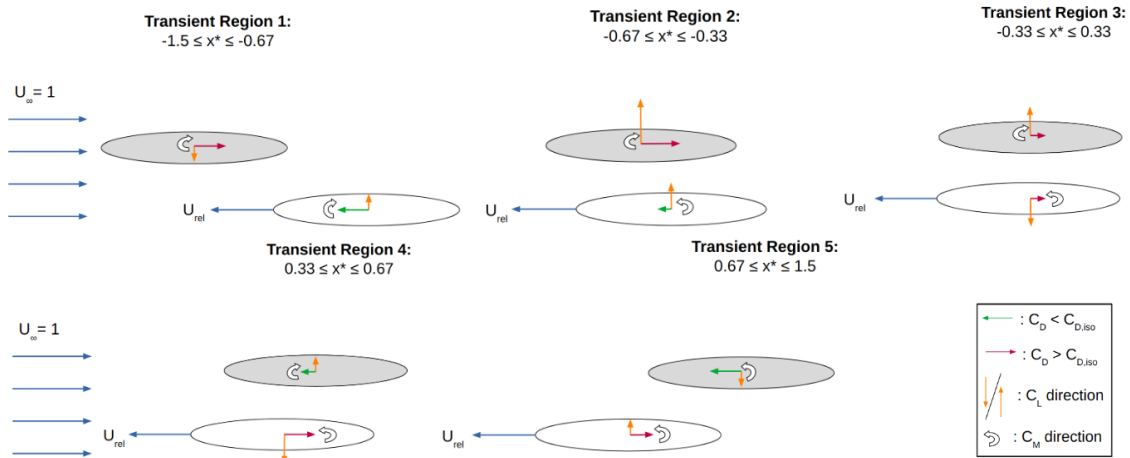 Transient Region 1:
-1.5 ≤ x* ≤ -0.67
Transient Region 2:
-0.67 ≤ x* ≤ -0.33
Transient Region 3:
-0.33 ≤ x* ≤ 0.33
U∞= 1
Urel
Urel
Urel
Transient Region 4:
0.33 ≤ x* ≤ 0.67
Transient Region 5:
0.67 ≤ x* ≤ 1.5
U∞= 1
Urel
Urel
: CD < CD,iso
: CD > CD,iso
: CL direction
: CM direction